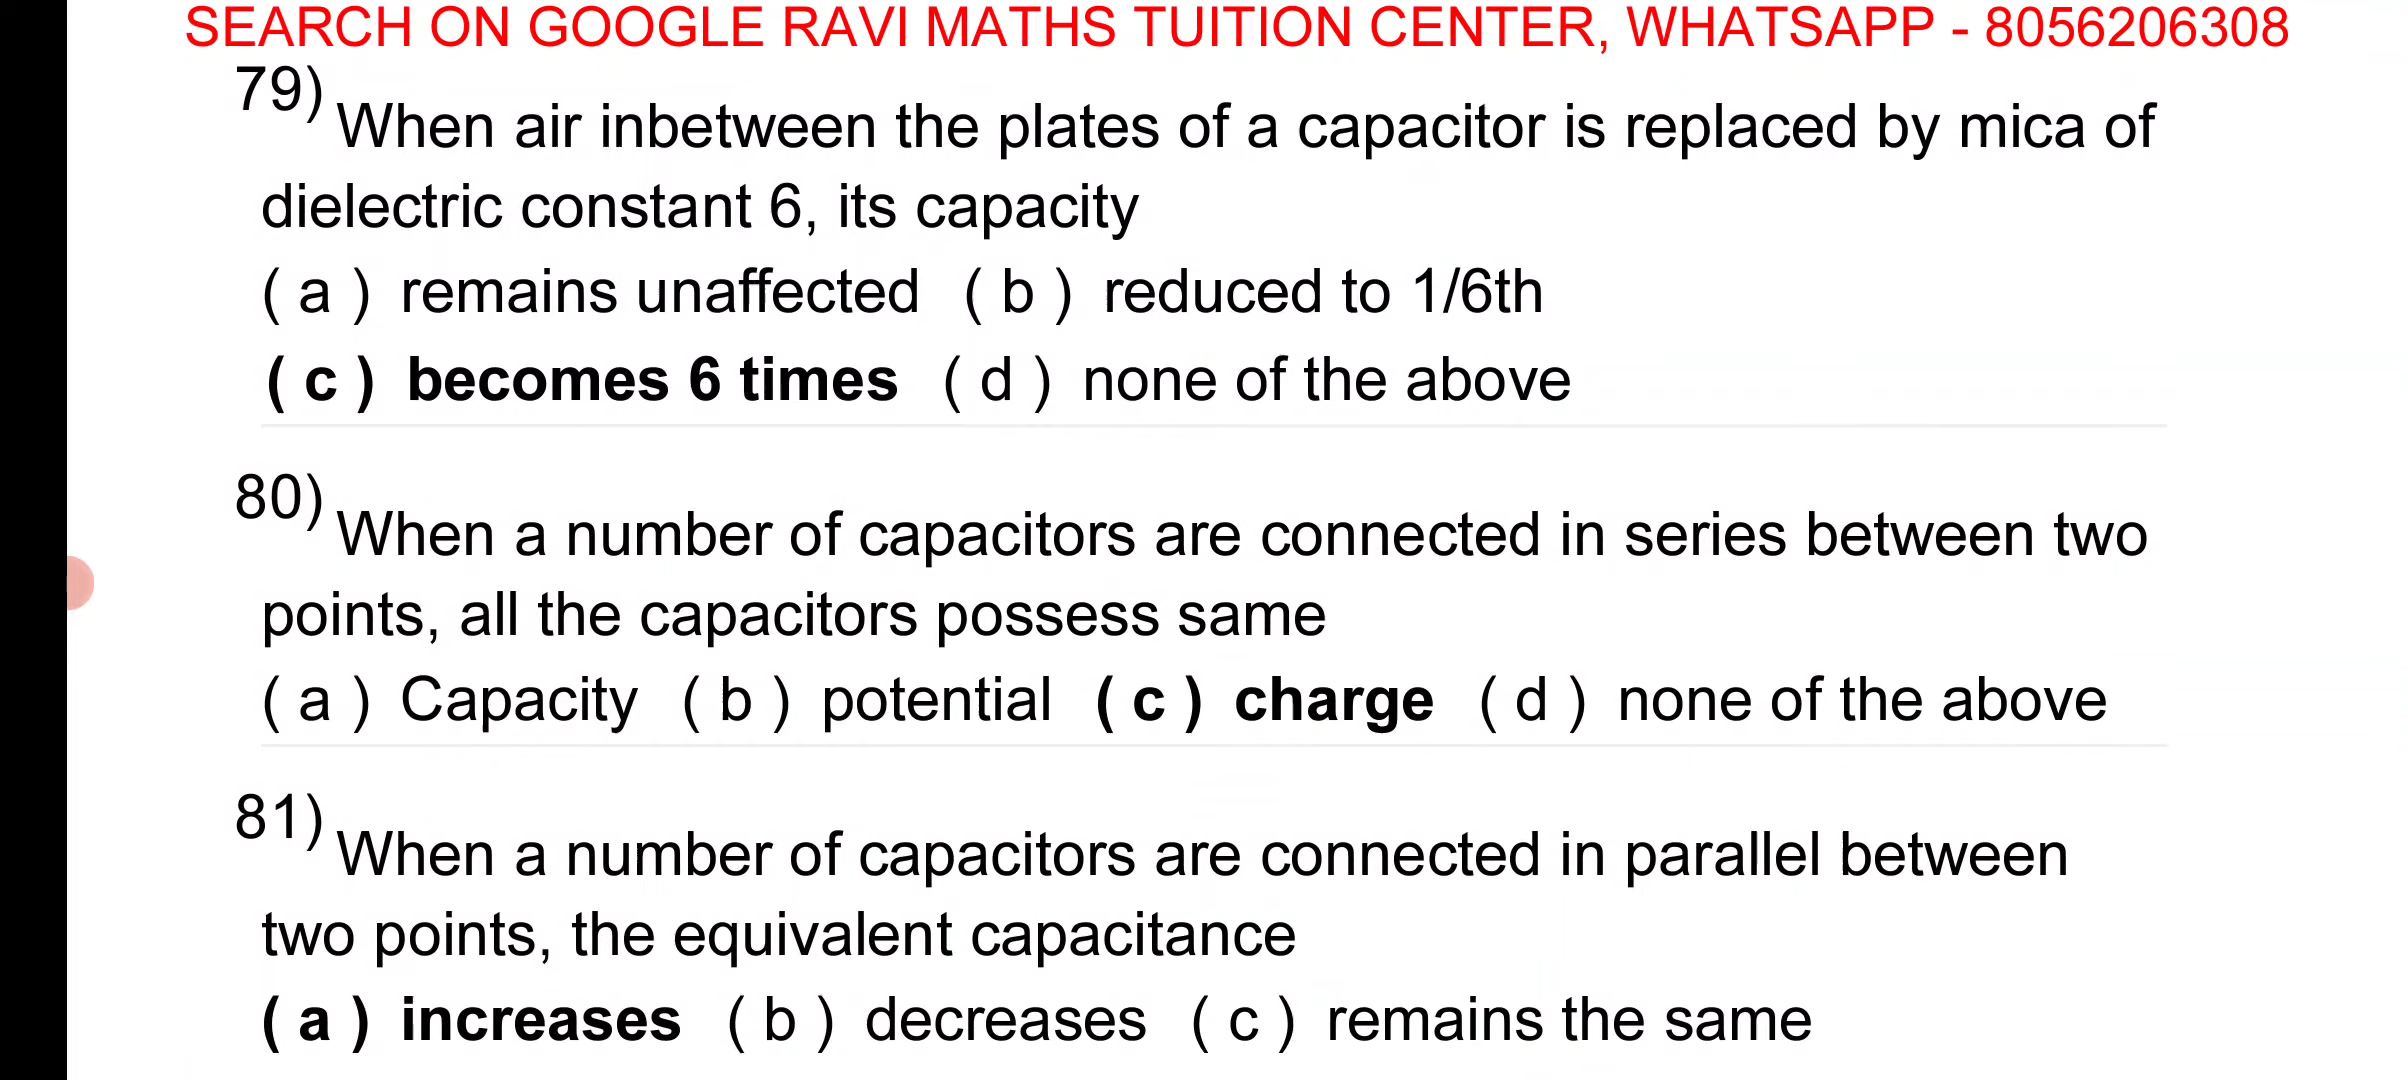 SEARCH ON GOOGLE RAVI MATHS TUITION CENTER, WHATSAPP - 8056206308
79)
When air inbetween the plates of a capacitor is replaced by mica of
dielectric constant 6, its capacity
( a ) remains unaffected ( b ) reduced to 1/6th
( c ) becomes 6 times ( d ) none of the above
80)
When a number of capacitors are connected in series between two
points, all the capacitors possess same
( a ) Capacity ( b ) potential ( c ) charge ( d ) none of the above
81)
When a number of capacitors are connected in parallel between
two points, the equivalent capacitance
( a ) increases ( b ) decreases ( c ) remains the same